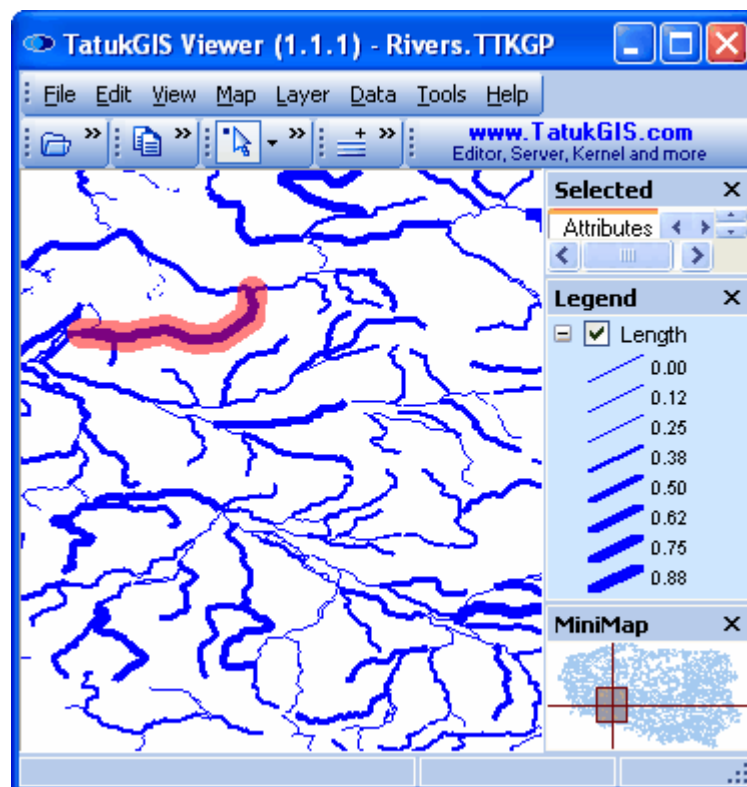 TatukGIS Viewer (1.1.1) - Rivers.TTKGP
File Edit View Map Layer Data Tools Help
www.TatukGIS.com
Editor, Server, Kernel and more
Selected
Attributes
Legend
Length
0.00
0.12
0.25
0.38
0.50
0.62
0.75
0.88
MiniMap